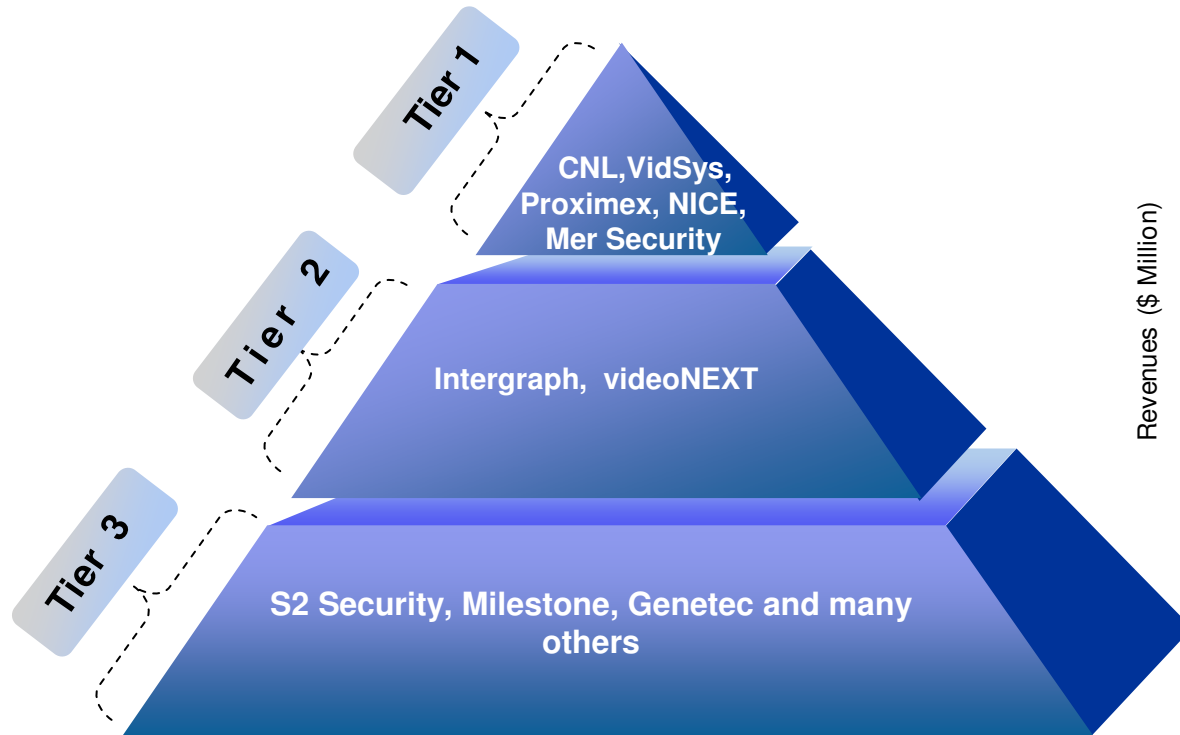 Tier 1
CNL,VidSys,
Proximex, NICE,
Mer Security
Tier 2
Intergraph, videoNEXT
Tier 3
S2 Security, Milestone, Genetec and many
others
Revenues ($ Million)